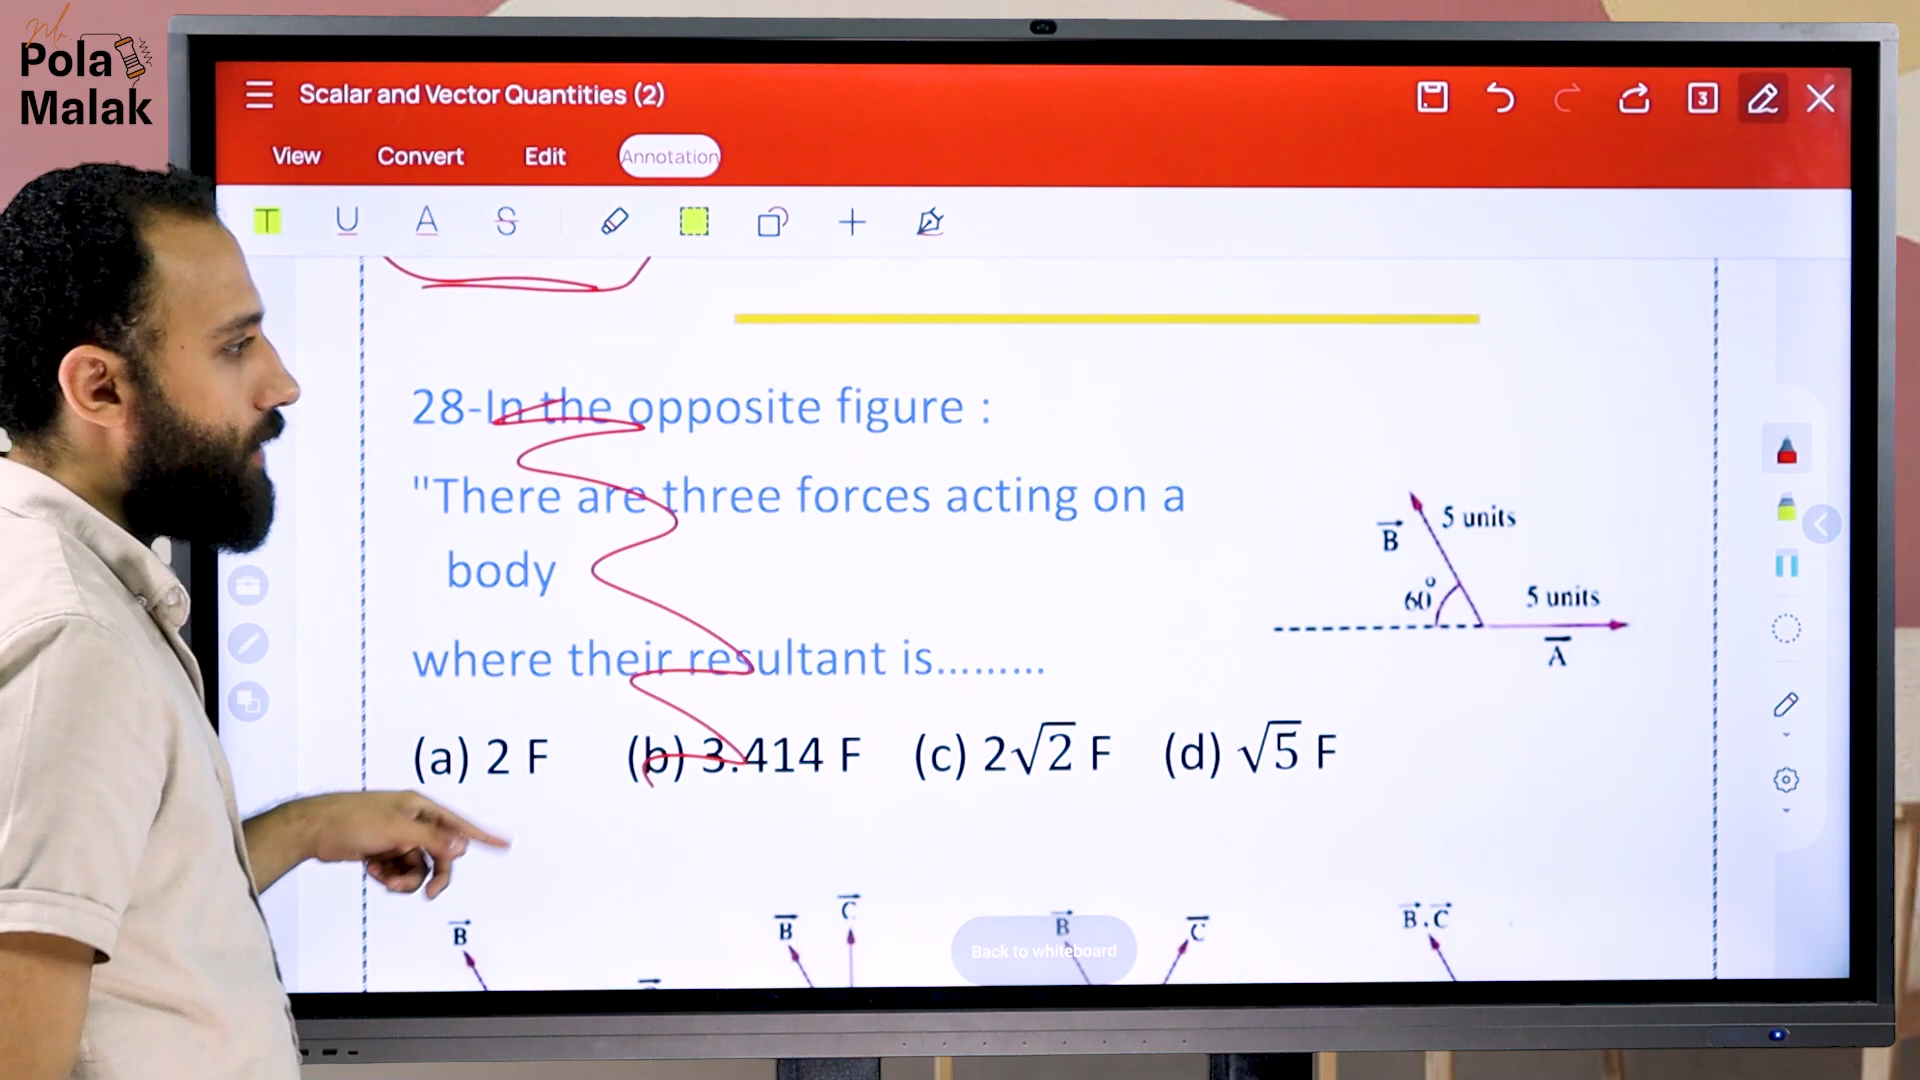 Mr.
Pola
Malak
Scalar and Vector Quantities (2)
3
View Convert Edit Annotation
T U A S
28-In the opposite figure :
"There are three forces acting on a
body
where their resultant is.........
(a) 2 F (b) 3.414 F (c) 2√2 F (d) √5 F
B 5 units
60° 5 units
A
B B C B C B.C
Back to whiteboard